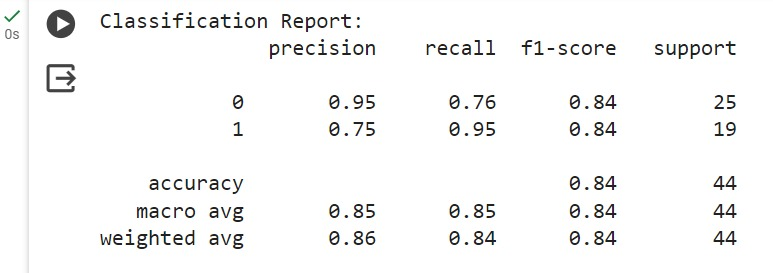 Classification Report:
0s
precision recall f1-score support
0 0.95 0.76 0.84 25
1 0.75 0.95 0.84 19
accuracy 0.84 44
macro avg 0.85 0.85 0.84 44
weighted avg 0.86 0.84 0.84 44